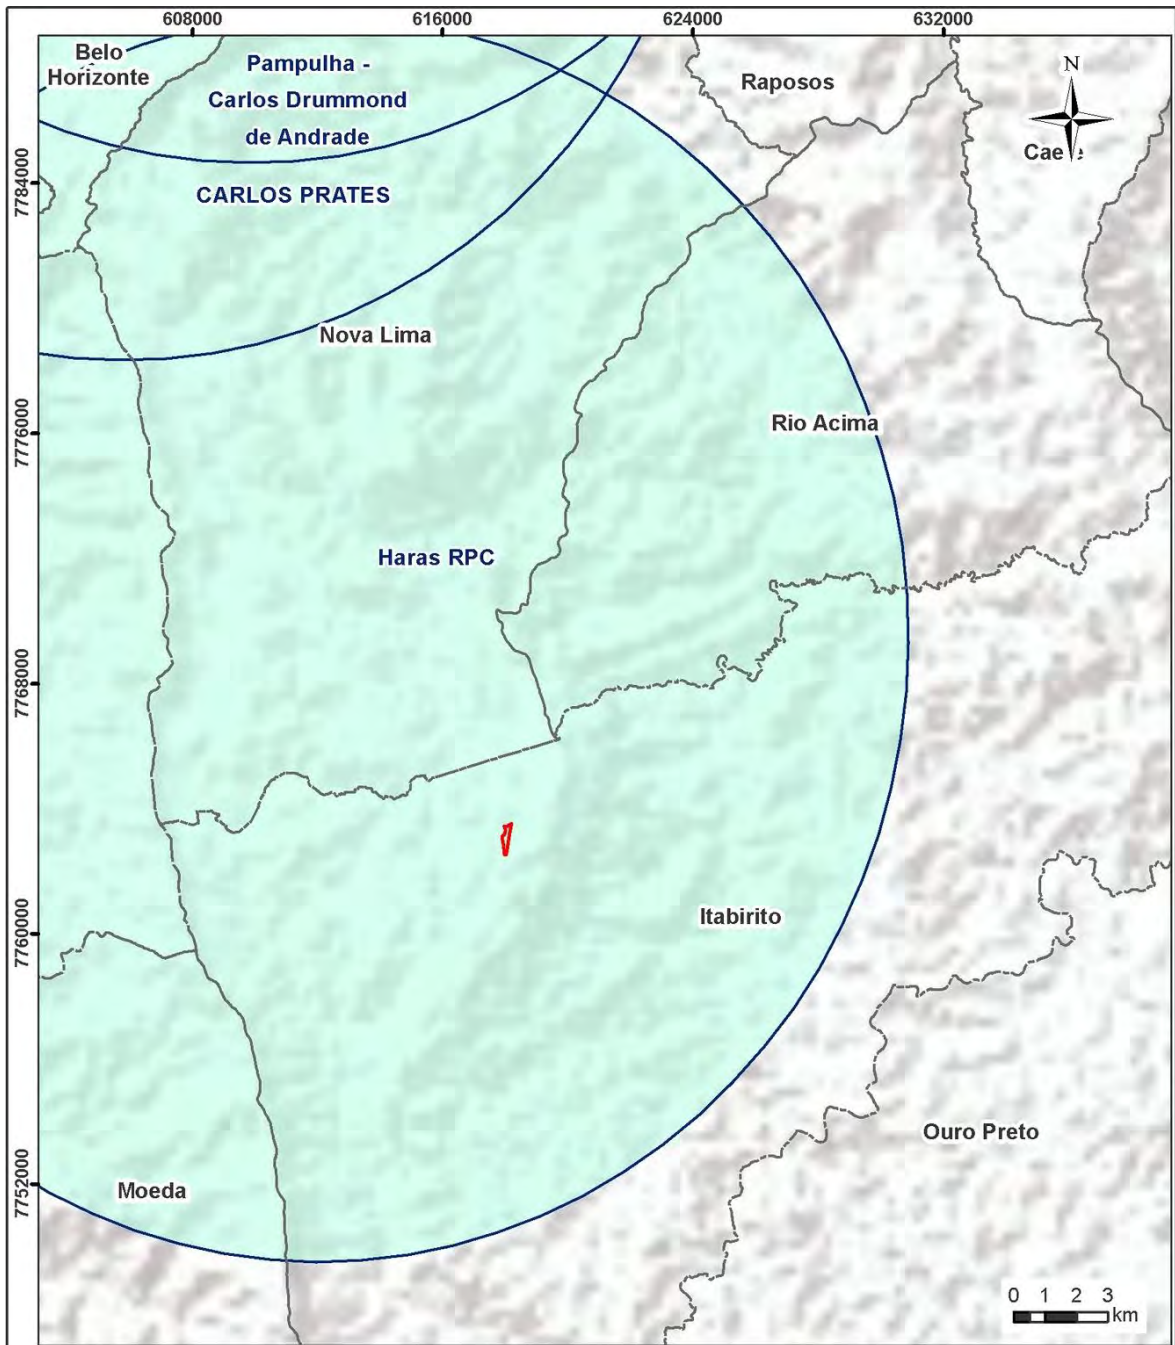 608000
616000
624000
632000
Belo
Horizonte
Pampulha -
Carlos Drummond
de Andrade
Raposos
N
7784000
CARLOS PRATES
Nova Lima
7776000
Rio Acima
Haras RPC
7768000
7760000
Itabirito
Ouro Preto
7752000
Moeda
0 1 2 3
km